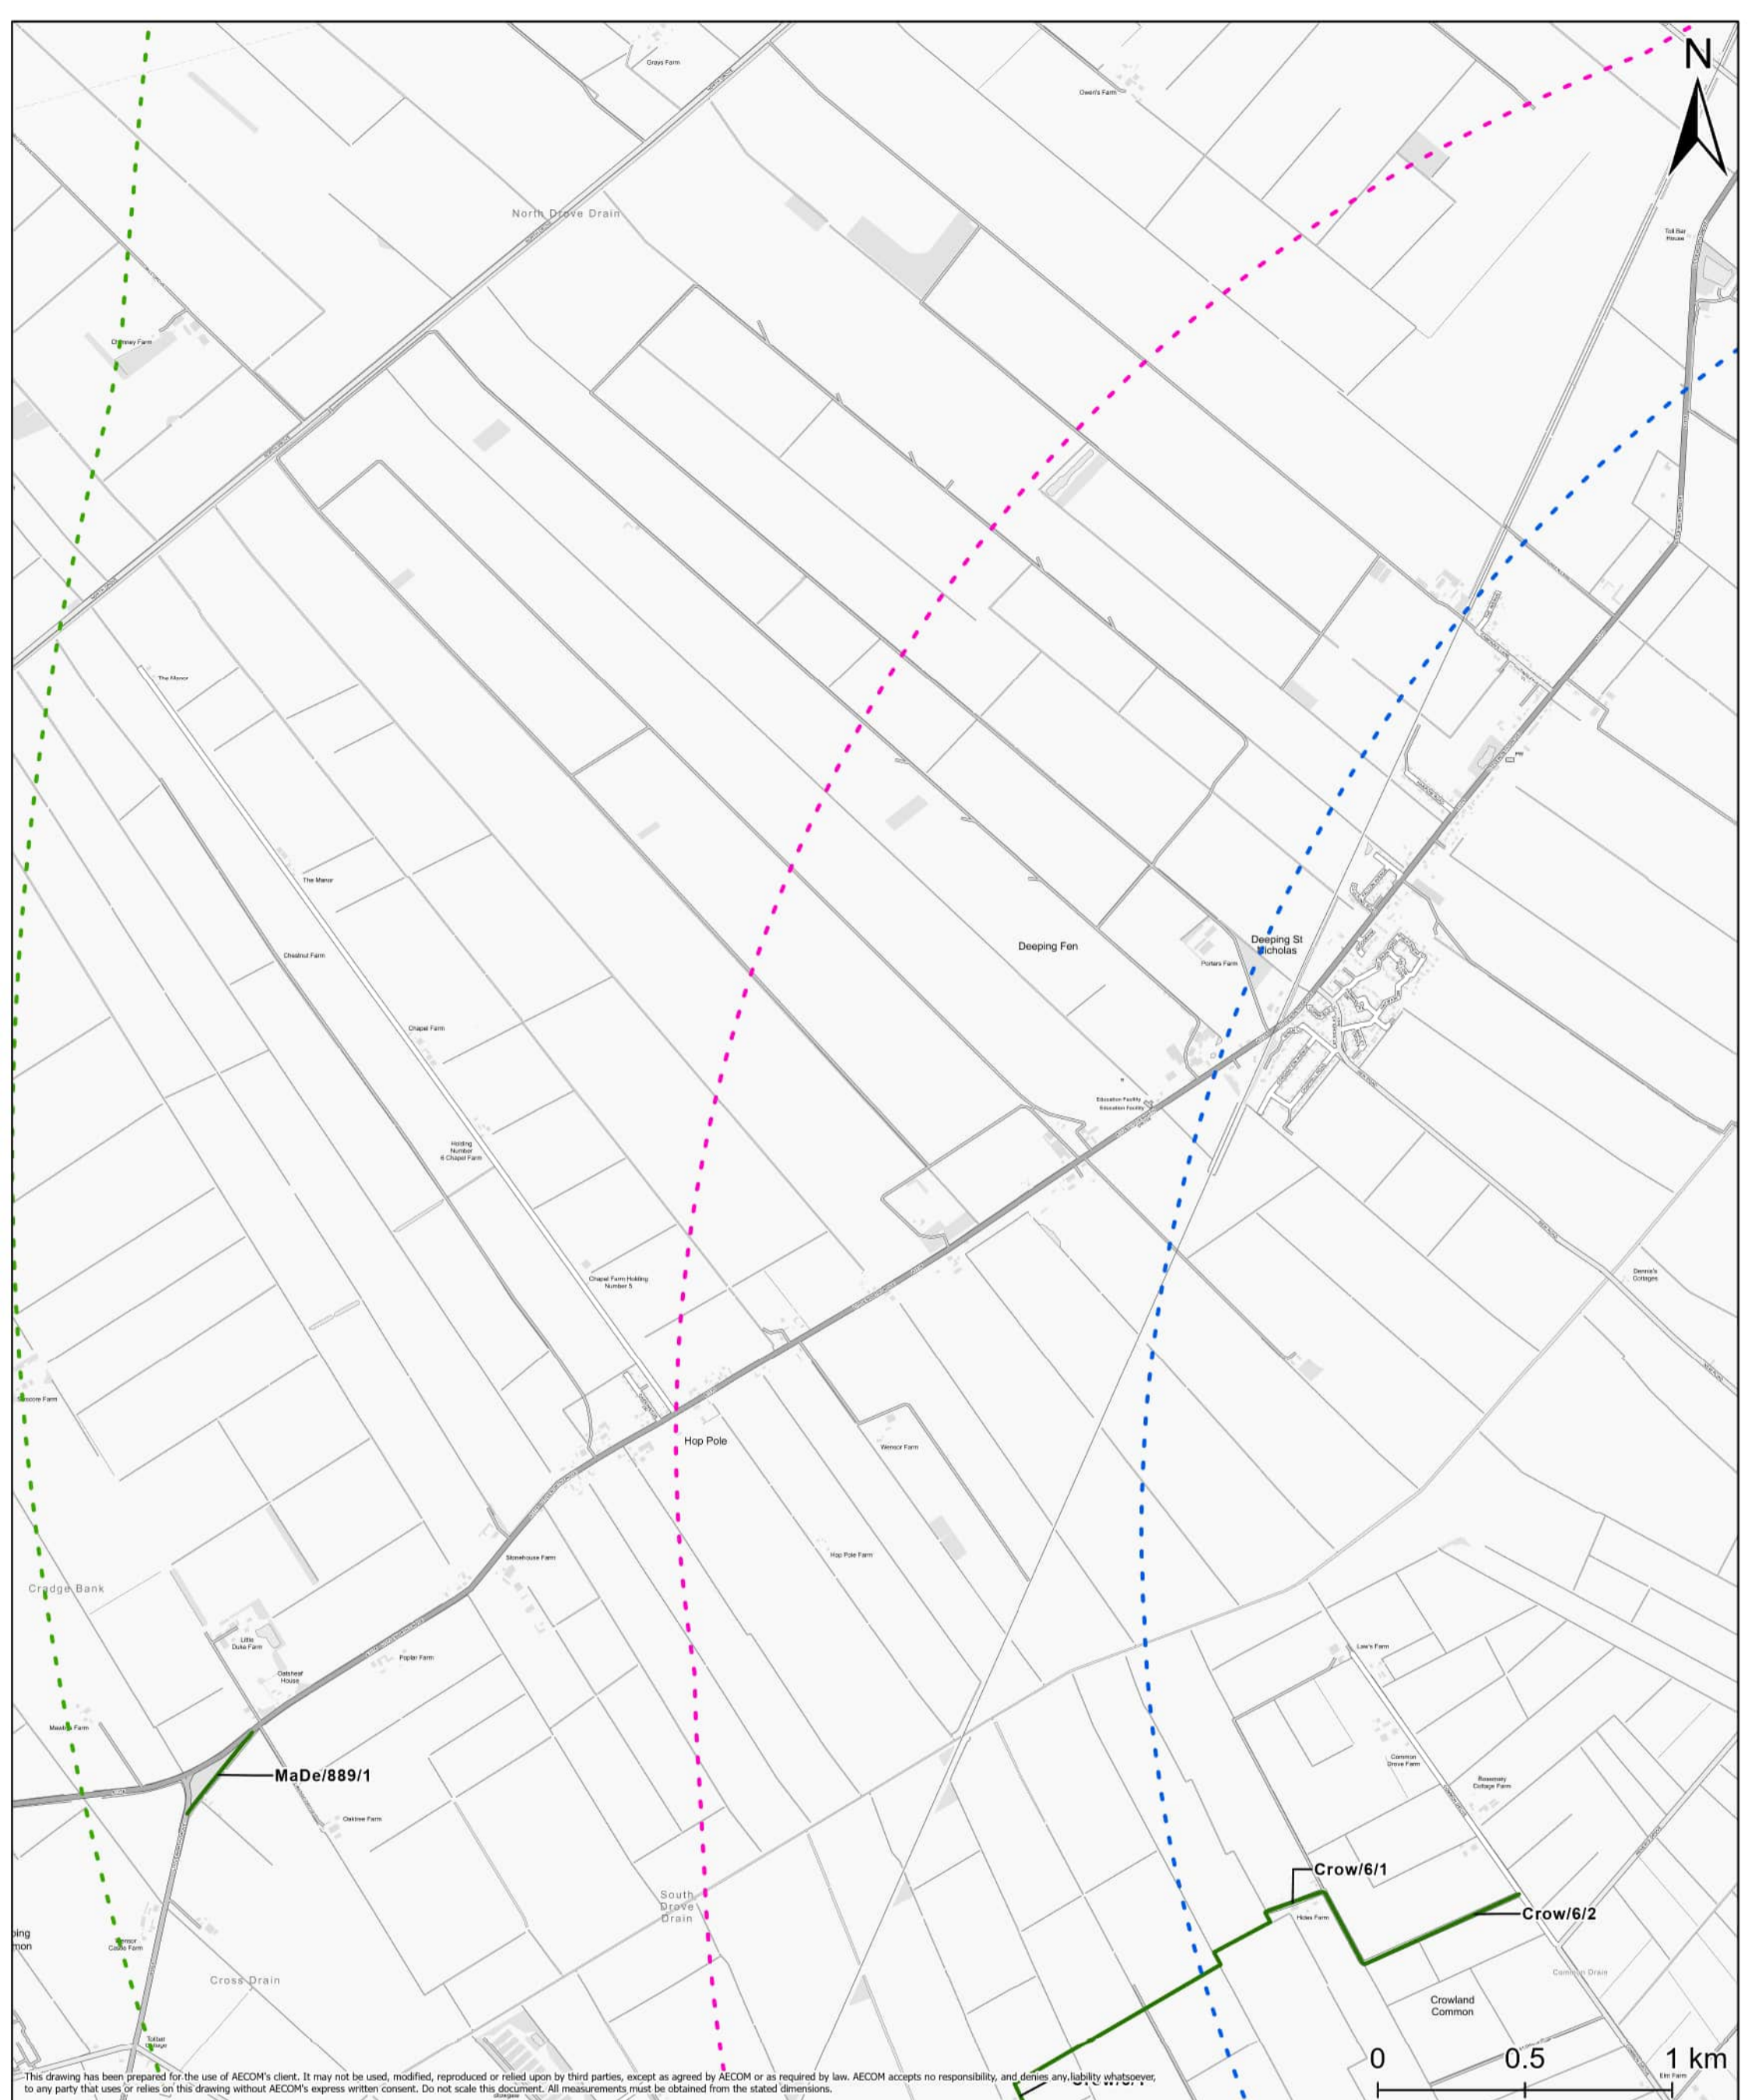 N
Grays Farm
Owen's Farm
North Drove Drain
Toll Bar
House
The Manor
The Manor
Chestnut Farm
Deeping Fen
Deeping St
Nicholas
Porters Farm
Chapel Farm
Education Facility
Education Facility
Holding
Number
6 Chapel Farm
Chapel Farm Holding
Number 5
Dennis's
Cottages
Hop Pole
Wensor Farm
Stonehouse Farm
Hop Pole Farm
Cradge Bank
Little
Duke Farm
Oatsheaf
House
Poplar Farm
Law's Farm
Common
Drove Farm
Rosemary
Cottage Farm
MaDe/889/1
Oaktree Farm
Crow/6/1
Hides Farm
Crow/6/2
South
Drove
Drain
Cross Drain
Common Drain
Crowland
Common
Tollbar
Cottage
0 0.5 1 km
Elm Farm
This drawing has been prepared for the use of AECOM's client. It may not be used, modified, reproduced or relied upon by third parties, except as agreed by AECOM or as required by law. AECOM accepts no responsibility, and denies any liability whatsoever,
to any party that uses or relies on this drawing without AECOM's express written consent. Do not scale this document. All measurements must be obtained from the stated dimensions.